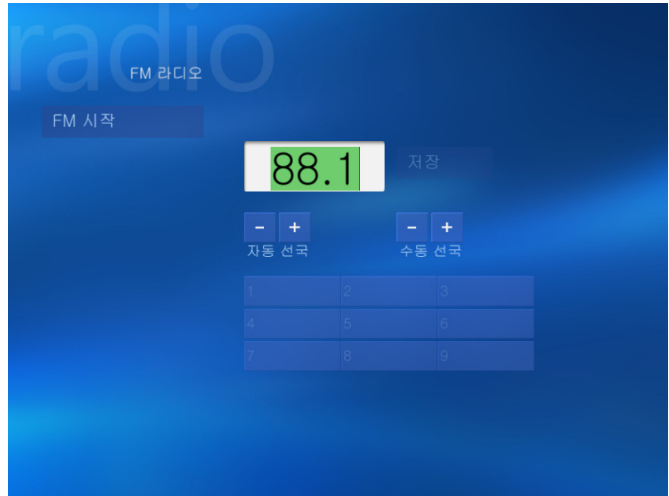 radio
FM 라디오
FM 시작
88.1 저장
- + - +
자동 선국 수동 선국
1 2 3
4 5 6
7 8 9